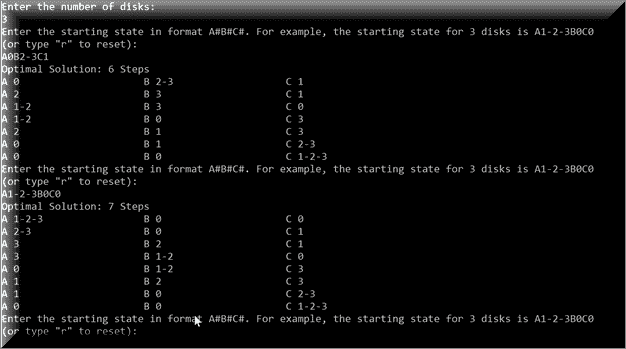 Enter the number of disks:
3
Enter the starting state in format A#B#C#. For example, the starting state for 3 disks is A1-2-3B0C0
(or type "r" to reset):
A0B2-3C1
Optimal Solution: 6 Steps
A 0 B 2-3 C 1
A 2 B 3 C 1
A 1-2 B 3 C 0
A 1-2 B 0 C 3
A 2 B 1 C 3
A 0 B 1 C 2-3
A 0 B 0 C 1-2-3
Enter the starting state in format A#B#C#. For example, the starting state for 3 disks is A1-2-3B0C0
(or type "r" to reset):
A1-2-3B0C0
Optimal Solution: 7 Steps
A 1-2-3 B 0 C 0
A 2-3 B 0 C 1
A 3 B 2 C 1
A 3 B 1-2 C 0
A 0 B 1-2 C 3
A 1 B 2 C 3
A 1 B 0 C 2-3
A 0 B 0 C 1-2-3
Enter the starting state in format A#B#C#. For example, the starting state for 3 disks is A1-2-3B0C0
(or type "r" to reset):